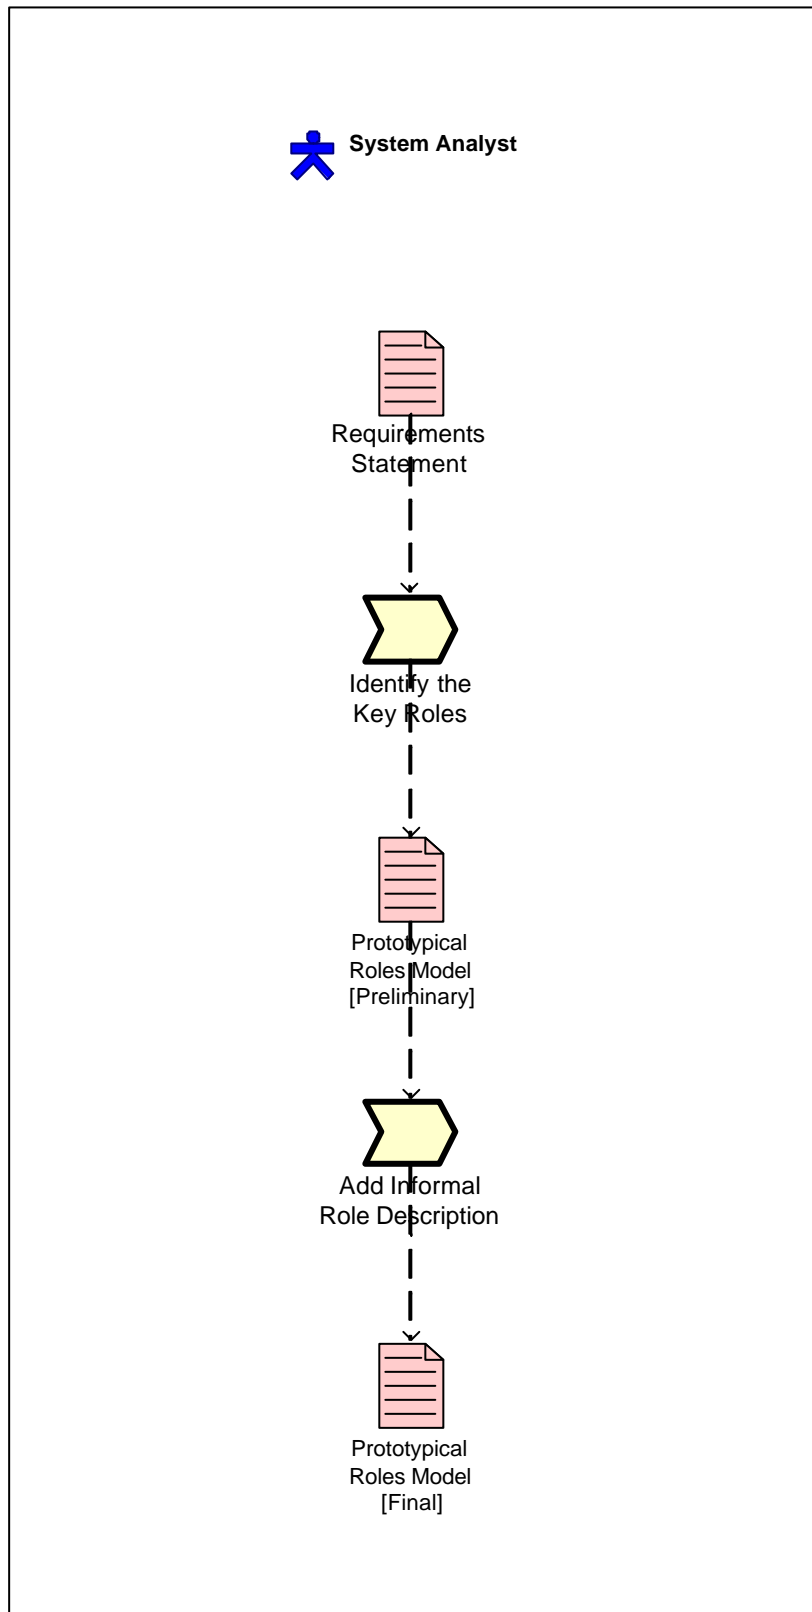 System Analyst
Requirements
Statement
Identify the
Key Roles
Prototypical
Roles Model
[Preliminary]
Add Informal
Role Description
Prototypical
Roles Model
[Final]